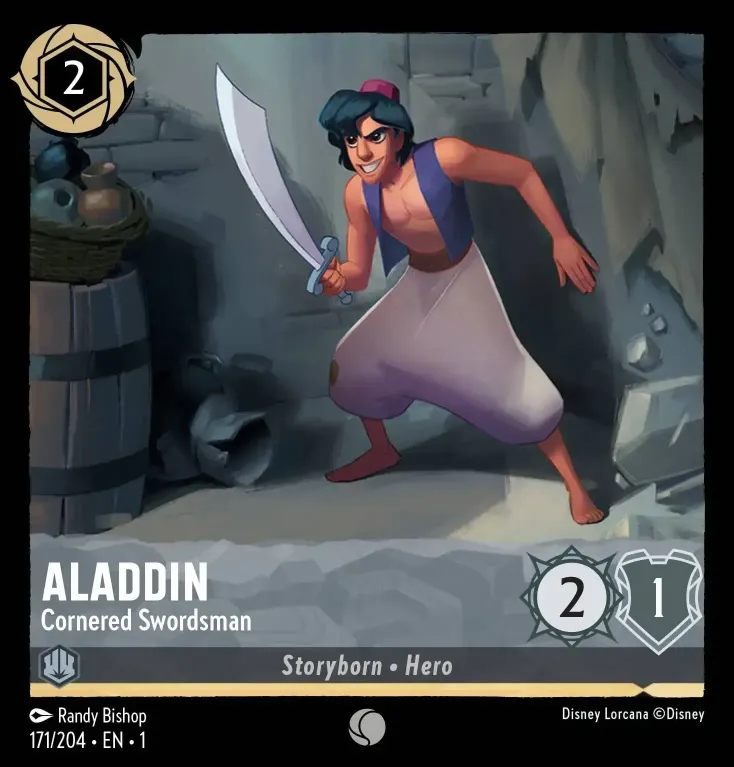 2
ALADDIN
Cornered Swordsman
2 1
Storyborn • Hero
Randy Bishop
Disney Lorcana ©Disney
171/204 • EN • 1